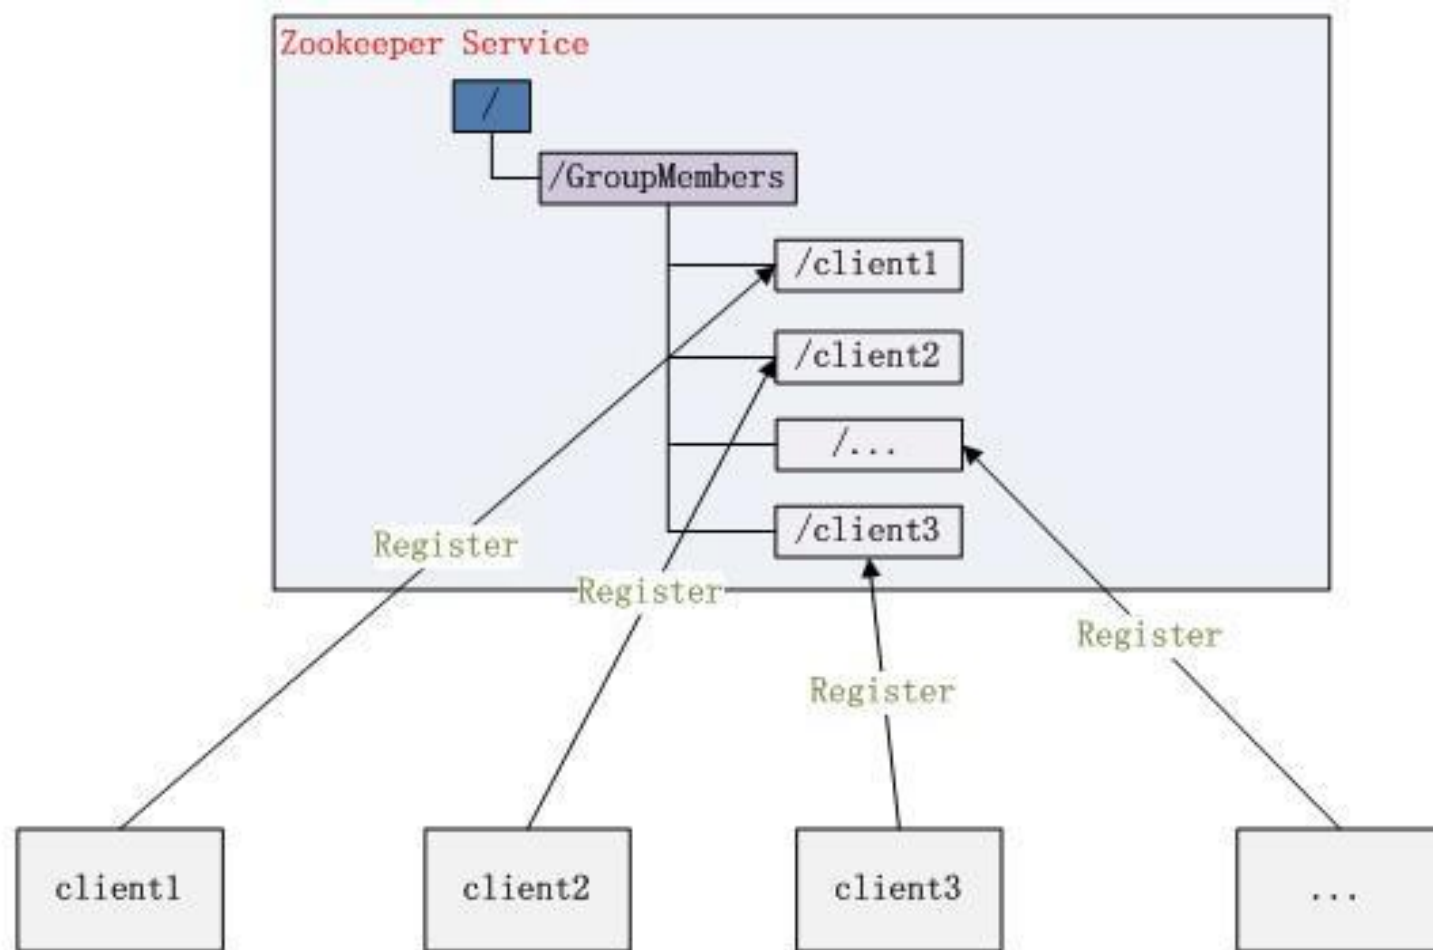 Zookeeper Service
/
/GroupMembers
/client1
/client2
/...
/client3
Register
Register
Register
Register
client1
client2
client3
...